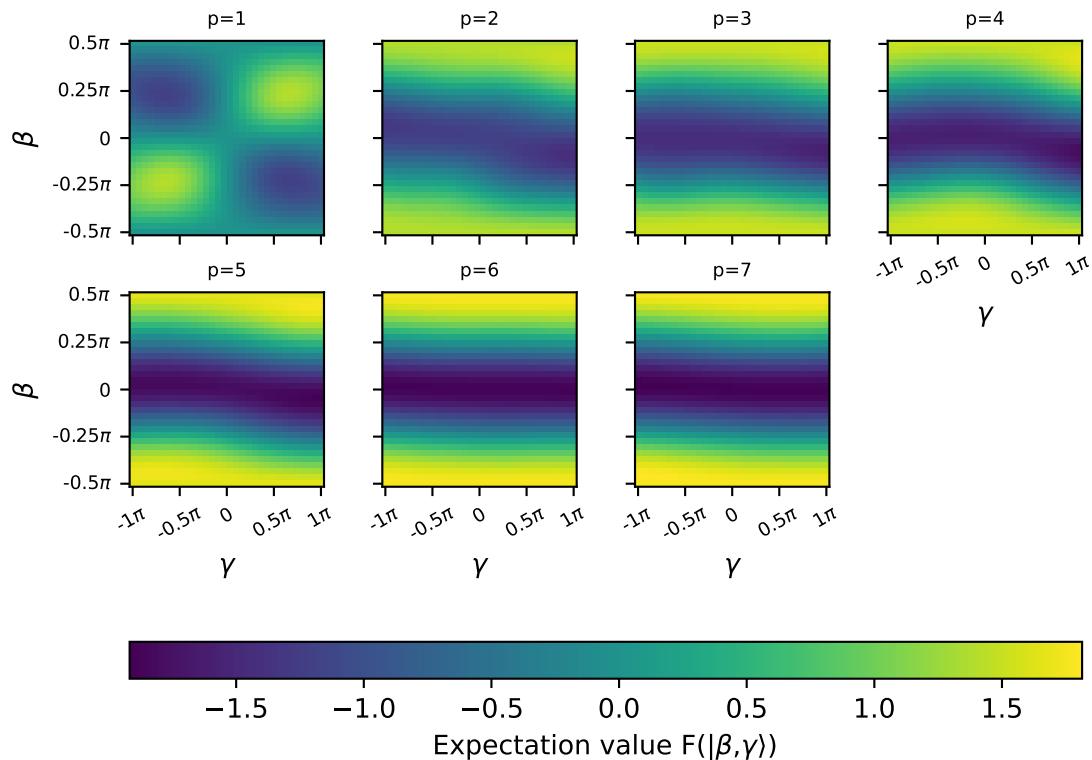 p=1
p=2
p=3
p=4
0.5π
0.25π
0
-0.25π
-0.5π
β
-1π
-0.5π
0
0.5π
1π
γ
p=5
p=6
p=7
0.5π
0.25π
0
-0.25π
-0.5π
β
-1π
-0.5π
0
0.5π
1π
-1π
-0.5π
0
0.5π
1π
-1π
-0.5π
0
0.5π
1π
γ
γ
γ
−1.5
−1.0
−0.5
0.0
0.5
1.0
1.5
Expectation value F(|β,γ⟩)